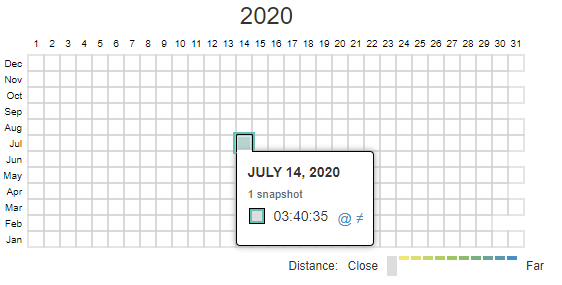 2020
1 2 3 4 5 6 7 8 9 10 11 12 13 14 15 16 17 18 19 20 21 22 23 24 25 26 27 28 29 30 31
Dec
Nov
Oct
Sep
Aug
Jul
Jun
May
Apr
Mar
Feb
Jan
JULY 14, 2020
1 snapshot
03:40:35 @ ≠
Distance: Close Far